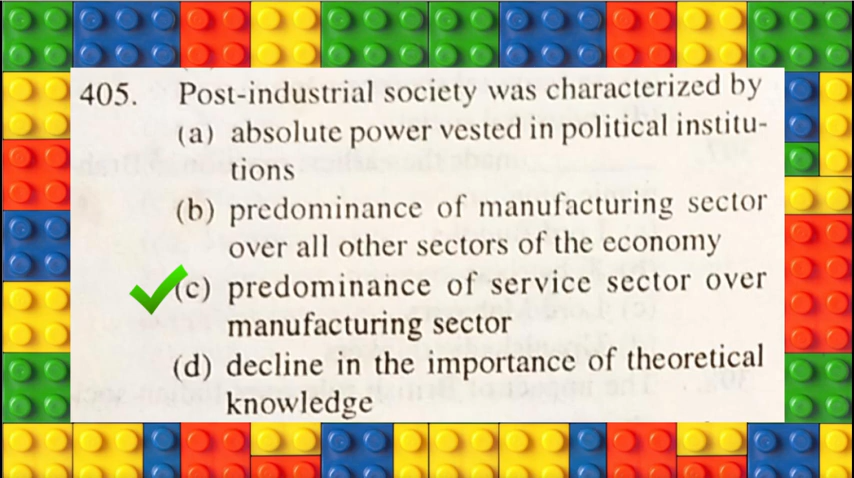 405. Post-industrial society was characterized by
(a) absolute power vested in political institu-
tions
(b) predominance of manufacturing sector
over all other sectors of the economy
(c) predominance of service sector over
manufacturing sector
(d) decline in the importance of theoretical
knowledge